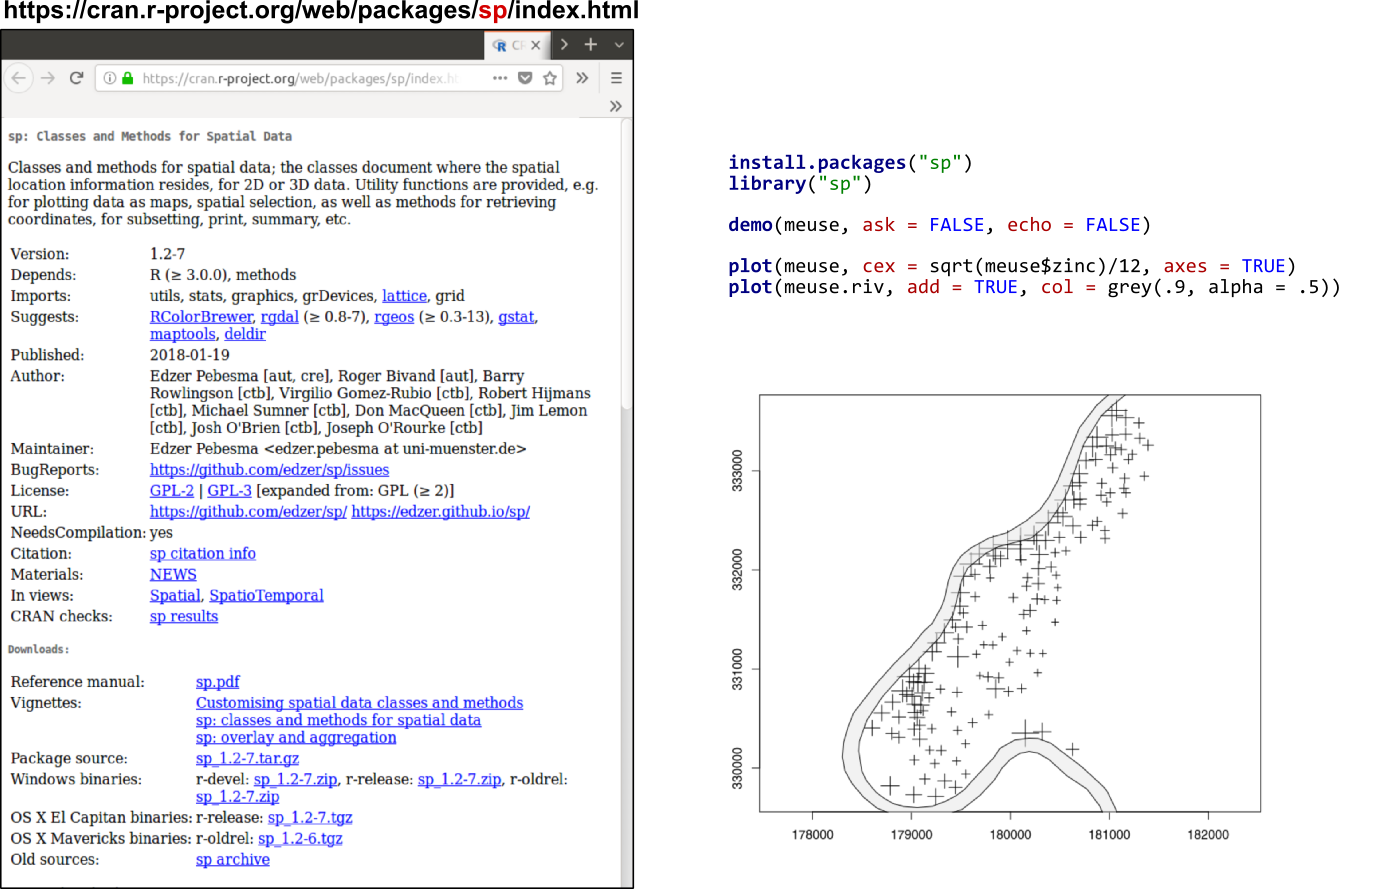 https://cran.r-project.org/web/packages/sp/index.html
https://cran.r-project.org/web/packages/sp/index.h
sp: Classes and Methods for Spatial Data
Classes and methods for spatial data; the classes document where the spatial
location information resides, for 2D or 3D data. Utility functions are provided, e.g.
for plotting data as maps, spatial selection, as well as methods for retrieving
coordinates, for subsetting, print, summary, etc.
Version: 1.2-7
Depends: R (≥ 3.0.0), methods
Imports: utils, stats, graphics, grDevices, lattice, grid
Suggests: RColorBrewer, rgdal (≥ 0.8-7), rgeos (≥ 0.3-13), gstat,
maptools, deldir
Published: 2018-01-19
Author: Edzer Pebesma [aut, cre], Roger Bivand [aut], Barry
Rowlingson [ctb], Virgilio Gomez-Rubio [ctb], Robert Hijmans
[ctb], Michael Sumner [ctb], Don MacQueen [ctb], Jim Lemon
[ctb], Josh O'Brien [ctb], Joseph O'Rourke [ctb]
Maintainer: Edzer Pebesma <edzer.pebesma at uni-muenster.de>
BugReports: https://github.com/edzer/sp/issues
License: GPL-2 | GPL-3 [expanded from: GPL (≥ 2)]
URL: https://github.com/edzer/sp/ https://edzer.github.io/sp/
NeedsCompilation: yes
Citation: sp citation info
Materials: NEWS
In views: Spatial, SpatioTemporal
CRAN checks: sp results
Downloads:
Reference manual: sp.pdf
Vignettes: Customising spatial data classes and methods
sp: classes and methods for spatial data
sp: overlay and aggregation
Package source: sp_1.2-7.tar.gz
Windows binaries: r-devel: sp_1.2-7.zip, r-release: sp_1.2-7.zip, r-oldrel:
sp_1.2-7.zip
OS X El Capitan binaries: r-release: sp_1.2-7.tgz
OS X Mavericks binaries: r-oldrel: sp_1.2-6.tgz
Old sources: sp archive
install.packages("sp")
library("sp")
demo(meuse, ask = FALSE, echo = FALSE)
plot(meuse, cex = sqrt(meuse$zinc)/12, axes = TRUE)
plot(meuse.riv, add = TRUE, col = grey(.9, alpha = .5))
333000
332000
331000
330000
178000 179000 180000 181000 182000